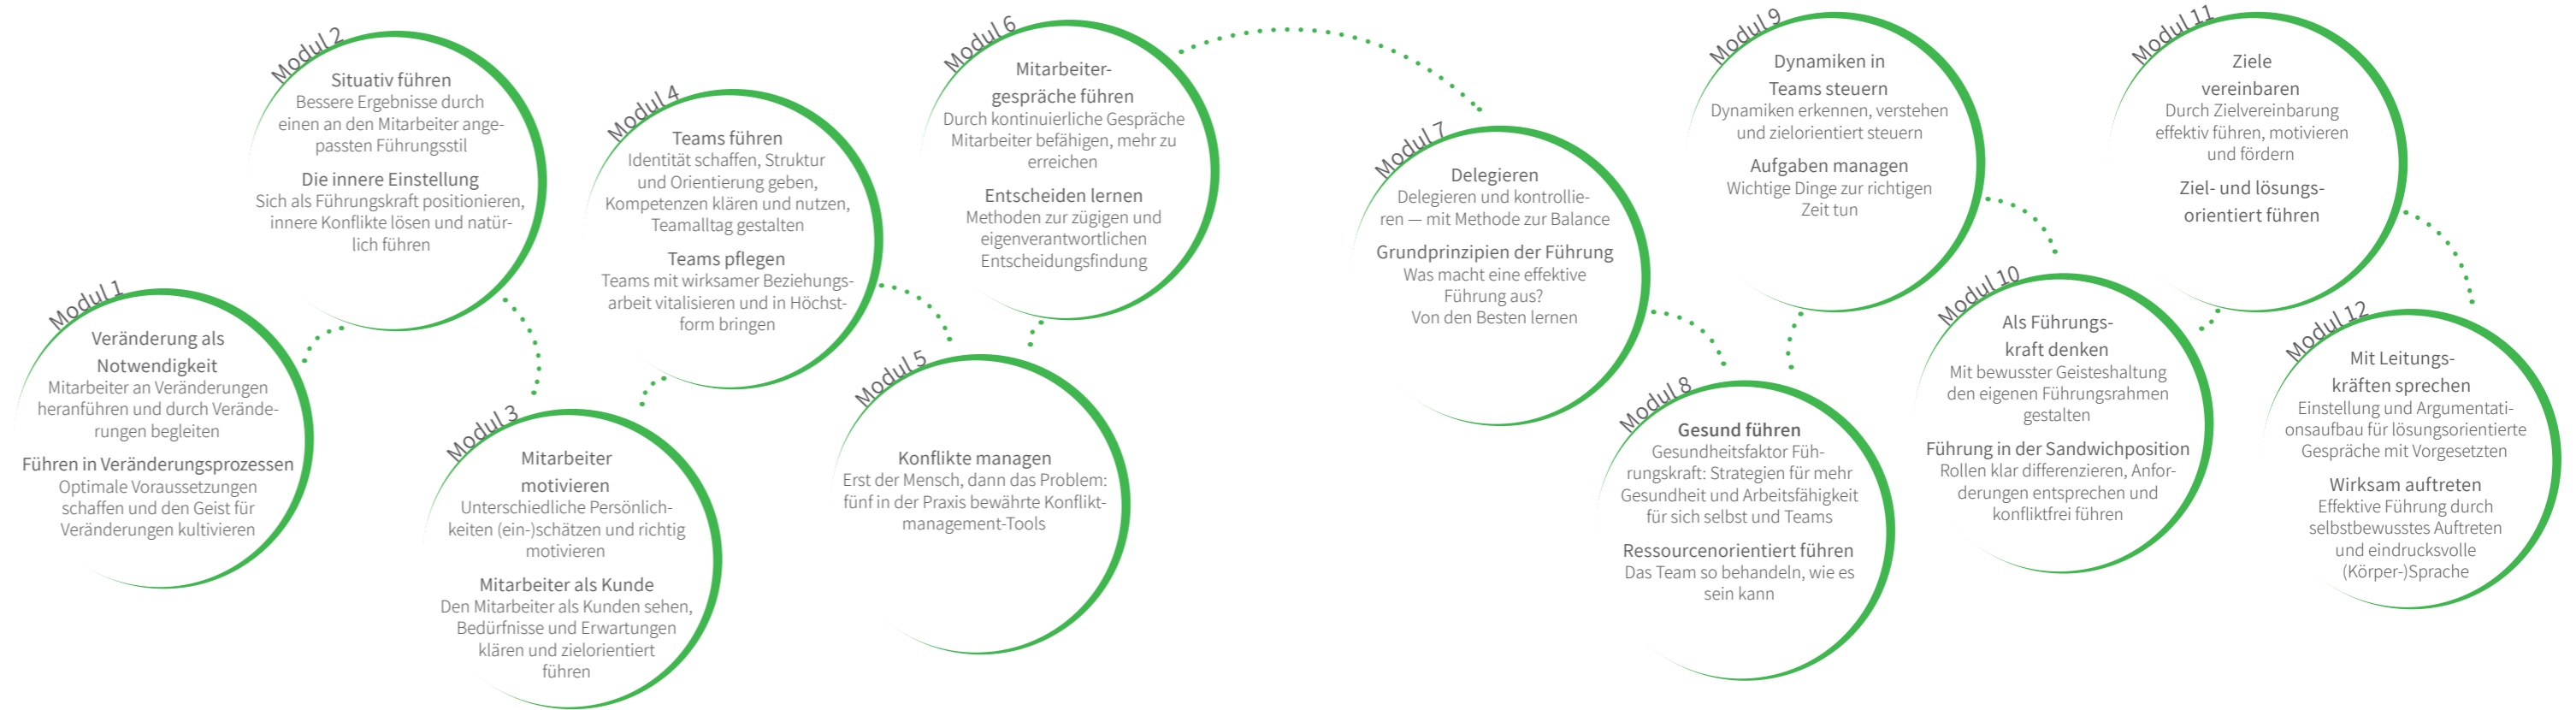 Modul 1
Veränderung als
Notwendigkeit
Mitarbeiter an Veränderungen
heranführen und durch Verände-
rungen begleiten
Führen in Veränderungsprozessen
Optimale Voraussetzungen
schaffen und den Geist für
Veränderungen kultivieren
Modul 2
Situativ führen
Bessere Ergebnisse durch
einen an den Mitarbeiter ange-
passten Führungsstil
Die innere Einstellung
Sich als Führungskraft positionieren,
innere Konflikte lösen und natür-
lich führen
Modul 3
Mitarbeiter
motivieren
Unterschiedliche Persönlich-
keiten (ein-)schätzen und richtig
motivieren
Mitarbeiter als Kunde
Den Mitarbeiter als Kunden sehen,
Bedürfnisse und Erwartungen
klären und zielorientiert
führen
Modul 4
Teams führen
Identität schaffen, Struktur
und Orientierung geben,
Kompetenzen klären und nutzen,
Teamalltag gestalten
Teams pflegen
Teams mit wirksamer Beziehungs-
arbeit vitalisieren und in Höchst-
form bringen
Modul 5
Konflikte managen
Erst der Mensch, dann das Problem:
fünf in der Praxis bewährte Konflikt-
management-Tools
Modul 6
Mitarbeiter-
gespräche führen
Durch kontinuierliche Gespräche
Mitarbeiter befähigen, mehr zu
erreichen
Entscheiden lernen
Methoden zur zügigen und
eigenverantwortlichen
Entscheidungsfindung
Modul 7
Delegieren
Delegieren und kontrollie-
ren — mit Methode zur Balance
Grundprinzipien der Führung
Was macht eine effektive
Führung aus?
Von den Besten lernen
Modul 8
Gesund führen
Gesundheitsfaktor Füh-
rungskraft: Strategien für mehr
Gesundheit und Arbeitsfähigkeit
für sich selbst und Teams
Ressourcenorientiert führen
Das Team so behandeln, wie es
sein kann
Modul 9
Dynamiken in
Teams steuern
Dynamiken erkennen, verstehen
und zielorientiert steuern
Aufgaben managen
Wichtige Dinge zur richtigen
Zeit tun
Modul 10
Als Führungs-
kraft denken
Mit bewusster Geisteshaltung
den eigenen Führungsrahmen
gestalten
Führung in der Sandwichposition
Rollen klar differenzieren, Anfor-
derungen entsprechen und
konfliktfrei führen
Modul 11
Ziele
vereinbaren
Durch Zielvereinbarung
effektiv führen, motivieren
und fördern
Ziel- und lösungs-
orientiert führen
Modul 12
Mit Leitungs-
kräften sprechen
Einstellung und Argumentati-
onsaufbau für lösungsorientierte
Gespräche mit Vorgesetzten
Wirksam auftreten
Effektive Führung durch
selbstbewusstes Auftreten
und eindrucksvolle
(Körper-)Sprache